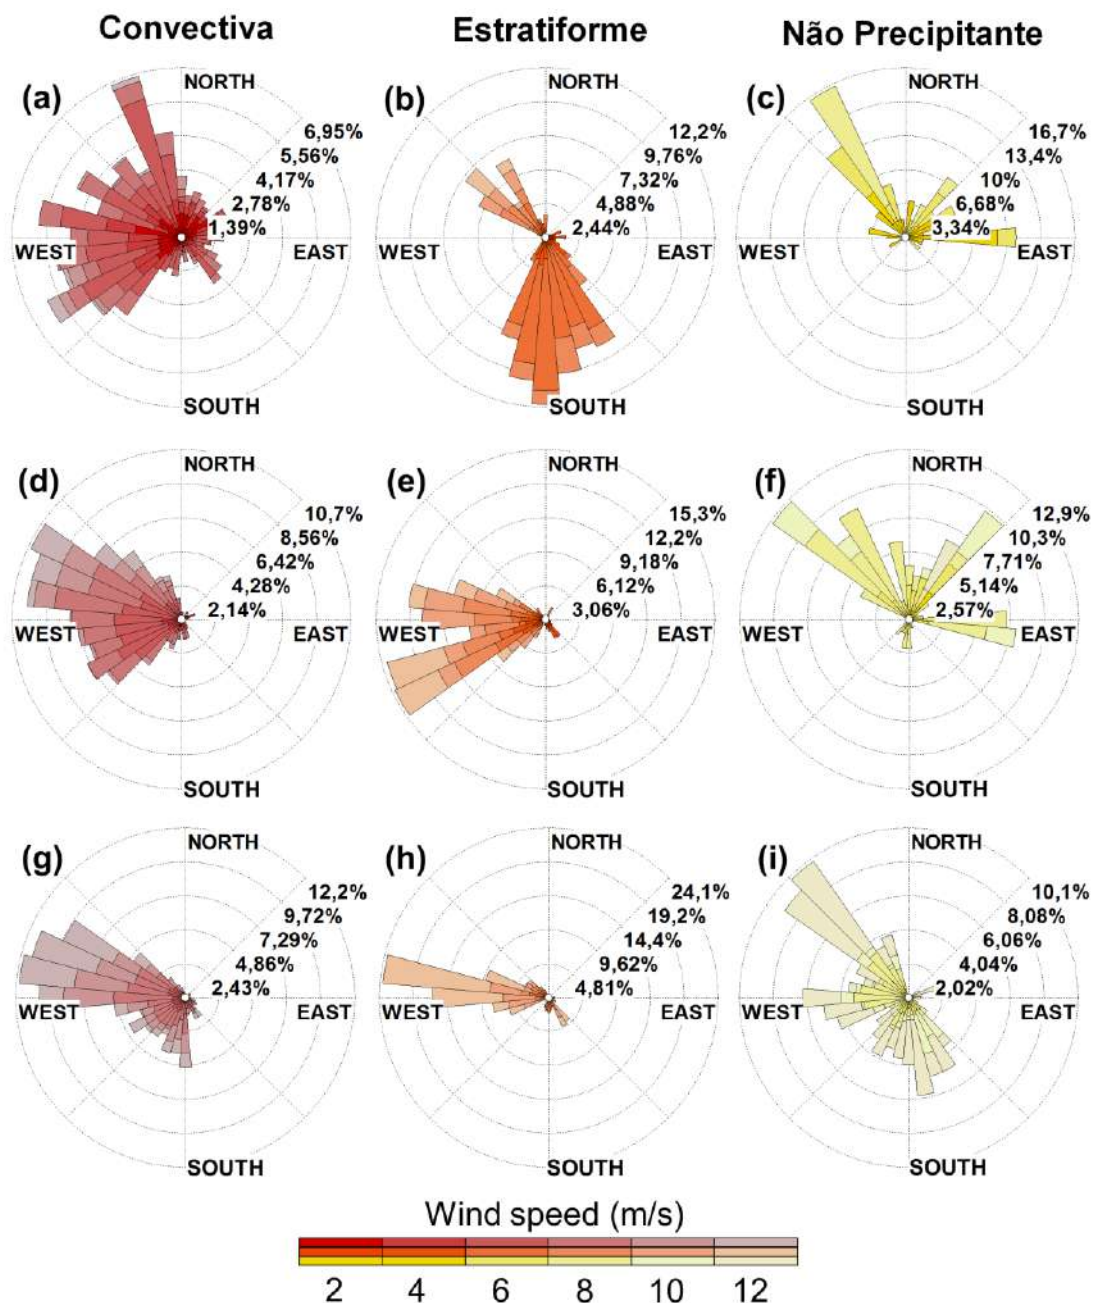 Convectiva
Estratiforme
Não Precipitante
(a)
NORTH
6,95%
5,56%
4,17%
2,78%
1,39%
WEST
EAST
SOUTH
(b)
NORTH
12,2%
9,76%
7,32%
4,88%
2,44%
WEST
EAST
SOUTH
(c)
NORTH
16,7%
13,4%
10%
6,68%
3,34%
WEST
EAST
SOUTH
(d)
NORTH
10,7%
8,56%
6,42%
4,28%
2,14%
WEST
EAST
SOUTH
(e)
NORTH
15,3%
12,2%
9,18%
6,12%
3,06%
WEST
EAST
SOUTH
(f)
NORTH
12,9%
10,3%
7,71%
5,14%
2,57%
WEST
EAST
SOUTH
(g)
NORTH
12,2%
9,72%
7,29%
4,86%
2,43%
WEST
EAST
SOUTH
(h)
NORTH
24,1%
19,2%
14,4%
9,62%
4,81%
WEST
EAST
SOUTH
(i)
NORTH
10,1%
8,08%
6,06%
4,04%
2,02%
WEST
EAST
SOUTH
Wind speed (m/s)
2 4 6 8 10 12